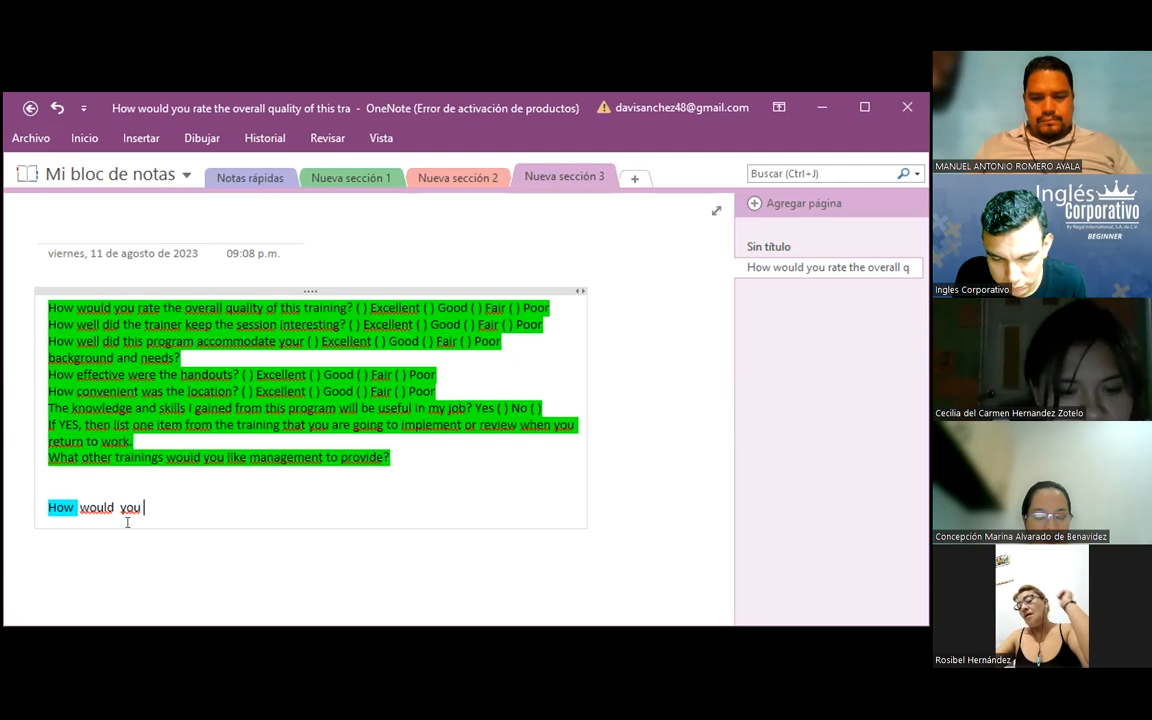 How would you rate the overall quality of this tra - OneNote (Error de activación de productos)
davisanchez48@gmail.com
Archivo Inicio Insertar Dibujar Historial Revisar Vista
Mi bloc de notas
Notas rápidas Nueva sección 1 Nueva sección 2 Nueva sección 3 +
Buscar (Ctrl+J)
Agregar página
Sin título
How would you rate the overall q
viernes, 11 de agosto de 2023 09:08 p.m.
How would you rate the overall quality of this training? ( ) Excellent ( ) Good ( ) Fair ( ) Poor
How well did the trainer keep the session interesting? ( ) Excellent ( ) Good ( ) Fair ( ) Poor
How well did this program accommodate your ( ) Excellent ( ) Good ( ) Fair ( ) Poor
background and needs?
How effective were the handouts? ( ) Excellent ( ) Good ( ) Fair ( ) Poor
How convenient was the location? ( ) Excellent ( ) Good ( ) Fair ( ) Poor
The knowledge and skills I gained from this program will be useful in my job? Yes ( ) No ( )
if YES, then list one item from the training that you are going to implement or review when you
return to work.
What other trainings would you like management to provide?
How would you
MANUEL ANTONIO ROMERO AYALA
Inglés
Corporativo
By Regal International, S.A. de C.V.
BEGINNER
Ingles Corporativo
Cecilia del Carmen Hernandez Zotelo
Concepción Marina Alvarado de Benavidez
Rosibel Hernández